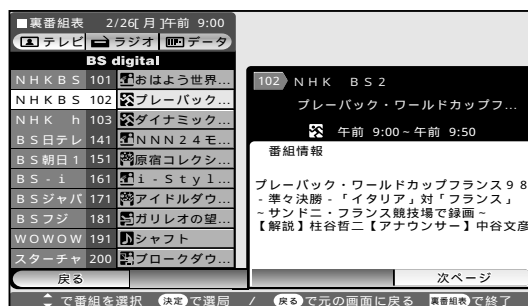 ■裏番組表 2/26[月]午前 9:00
テレビ ラジオ データ
BS digital
NHKBS 101 おはよう世界…
NHKBS 102 プレーバック…
NHK h 103 ダイナミック…
BS日テレ 141 NNN24モ…
BS朝日1 151 原宿コレクシ…
BS-i 161 i-Styl…
BSジャパ 171 アイドルダウ…
BSフジ 181 ガリレオの望…
WOWOW 191 シャフト
スターチャ 200 ブロークダウ…
戻る
102 NHK BS2
プレーバック・ワールドカップフ…
午前 9:00~午前 9:50
番組情報
プレーバック・ワールドカップフランス98
-準々決勝-「イタリア」対「フランス」
~サンドニ・フランス競技場で録画~
【解説】柱谷哲二【アナウンサー】中谷文彦
次ページ
で番組を選択 決定で選局 / 戻るで元の画面に戻る 裏番組表で終了